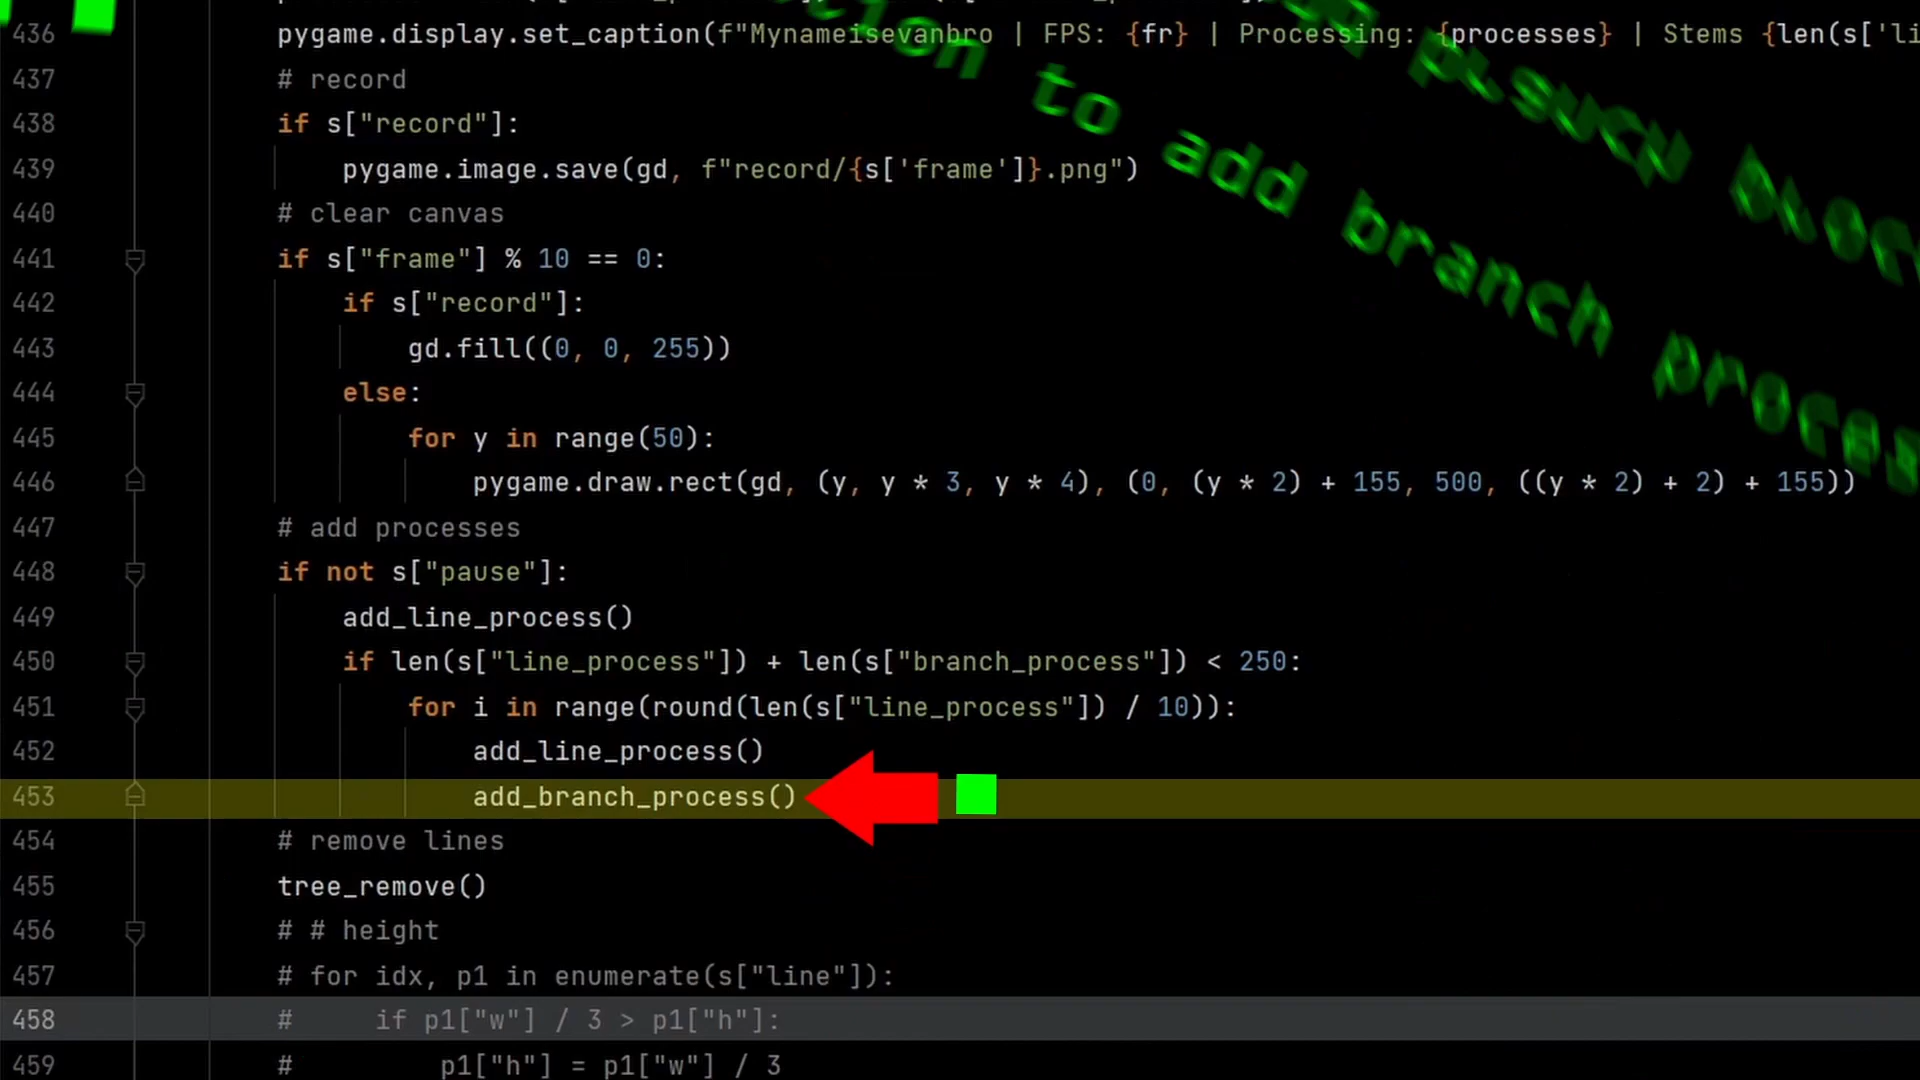 436 pygame.display.set_caption(f"Mynameisevanbro | FPS: {fr} | Processing: {processes} | Stems {len(s['li
437 # record
438 if s["record"]:
439 pygame.image.save(gd, f"record/{s['frame']}.png")
440 # clear canvas
441 if s["frame"] % 10 == 0:
442 if s["record"]:
443 gd.fill((0, 0, 255))
444 else:
445 for y in range(50):
446 pygame.draw.rect(gd, (y, y * 3, y * 4), (0, (y * 2) + 155, 500, ((y * 2) + 2) + 155))
447 # add processes
448 if not s["pause"]:
449 add_line_process()
450 if len(s["line_process"]) + len(s["branch_process"]) < 250:
451 for i in range(round(len(s["line_process"]) / 10)):
452 add_line_process()
453 add_branch_process()
454 # remove lines
455 tree_remove()
456 # # height
457 # for idx, p1 in enumerate(s["line"]):
458 # if p1["w"] / 3 > p1["h"]:
459 # p1["h"] = p1["w"] / 3
to add branch proces